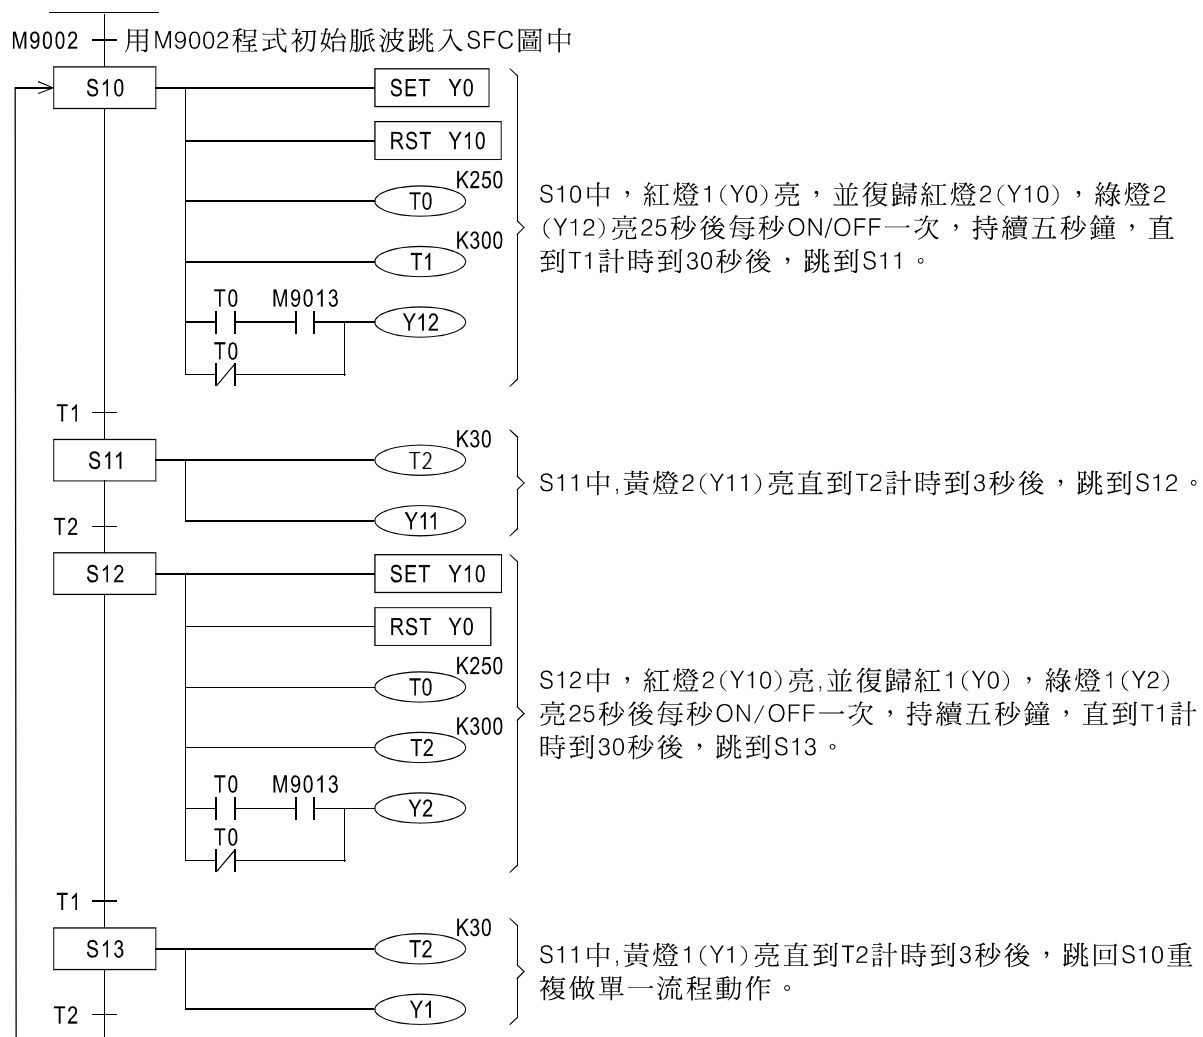 M9002 用M9002程式初始脈波跳入SFC圖中
S10
SET Y0
RST Y10
K250
T0
K300
T1
T0 M9013
Y12
T0
S10中，紅燈1(Y0)亮，並復歸紅燈2(Y10)，綠燈2
(Y12)亮25秒後每秒ON/OFF一次，持續五秒鐘，直
到T1計時到30秒後，跳到S11。
T1
S11
K30
T2
Y11
S11中,黃燈2(Y11)亮直到T2計時到3秒後，跳到S12。
T2
S12
SET Y10
RST Y0
K250
T0
K300
T2
T0 M9013
Y2
T0
S12中，紅燈2(Y10)亮,並復歸紅1(Y0)，綠燈1(Y2)
亮25秒後每秒ON/OFF一次，持續五秒鐘，直到T1計
時到30秒後，跳到S13。
T1
S13
K30
T2
Y1
S11中,黃燈1(Y1)亮直到T2計時到3秒後，跳回S10重
複做單一流程動作。
T2